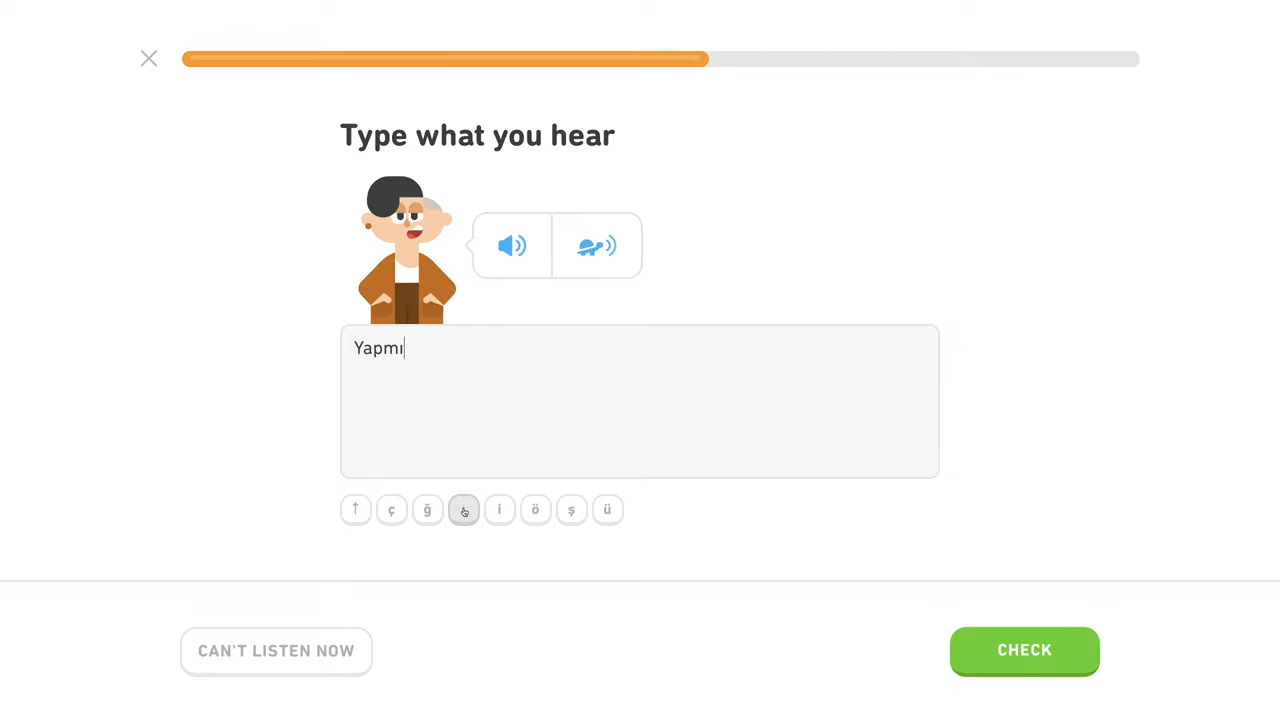 Type what you hear
Yapmı
↑ ç ğ i ö ş ü
CAN'T LISTEN NOW
CHECK